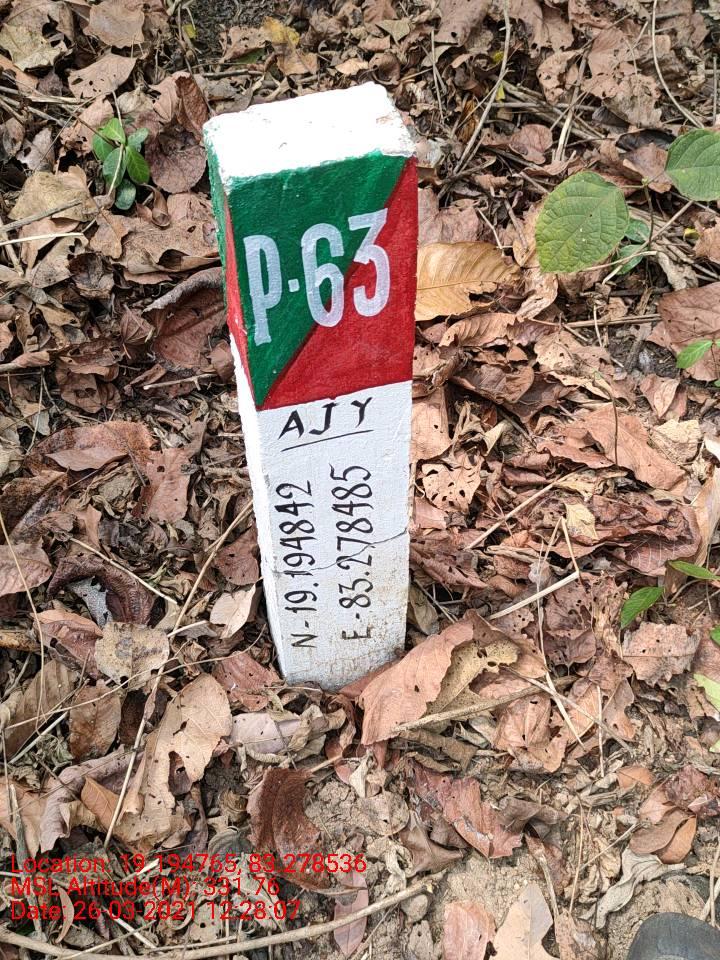 P-63
AJY
N-19.194842
E-83.278485
Location: 19.194765, 83.278536
MSL Altitude(M): 331.76
Date: 26-03-2021 12:28:07